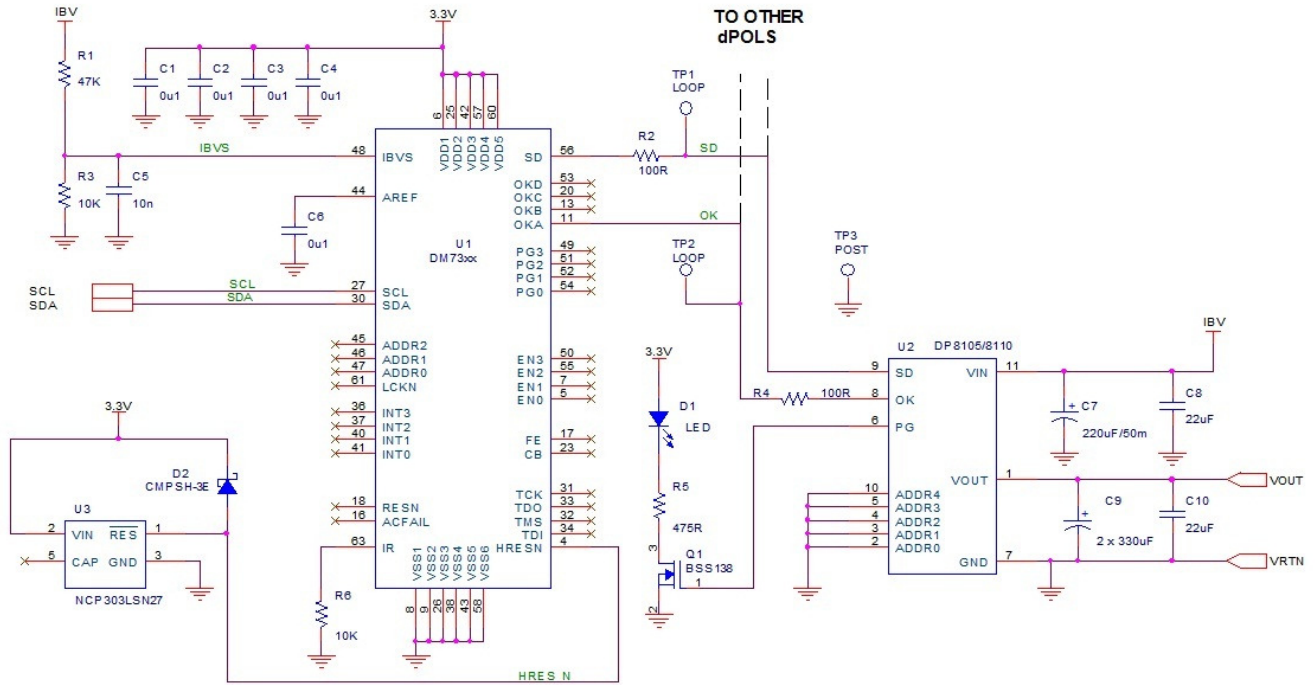 IBV
3.3V
TO OTHER
dPOLS
R1
47K
C1
0u1
C2
0u1
C3
0u1
C4
0u1
TP1
LOOP
6
25
42
57
60
VDD1
VDD2
VDD3
VDD4
VDD5
IBVS
48
IBVS
SD
56
R2
100R
SD
R3
10K
C5
10n
44
AREF
C6
0u1
OKD
53
OKC
20
OKB
13
OKA
11
OK
U1
DM73xx
PG3
49
PG2
51
PG1
52
PG0
54
TP2
LOOP
TP3
POST
SCL
SDA
SCL
SDA
27
30
SCL
SDA
45
ADDR2
46
ADDR1
47
ADDR0
61
LCKN
EN3
50
EN2
55
EN1
7
EN0
5
36
INT3
37
INT2
40
INT1
41
INT0
FE
17
CB
23
18
RESN
16
ACFAIL
63
IR
TCK
31
TDO
33
TMS
32
TDI
34
HRESN
4
VSS1
VSS2
VSS3
VSS4
VSS5
VSS6
8
9
26
38
43
58
R6
10K
HRES N
3.3V
D2
CMPSH-3E
U3
2
VIN
RES
1
5
CAP
GND
3
NCP303LSN27
3.3V
D1
LED
R5
475R
3
Q1
BSS138
1
2
R4
100R
U2
DP8105/8110
IBV
9
SD
VIN
11
8
OK
6
PG
C7
+
220uF/50m
C8
22uF
VOUT
1
VOUT
10
ADDR4
5
ADDR3
4
ADDR2
3
ADDR1
2
ADDR0
C9
+
2 x 330uF
C10
22uF
GND
7
VRTN